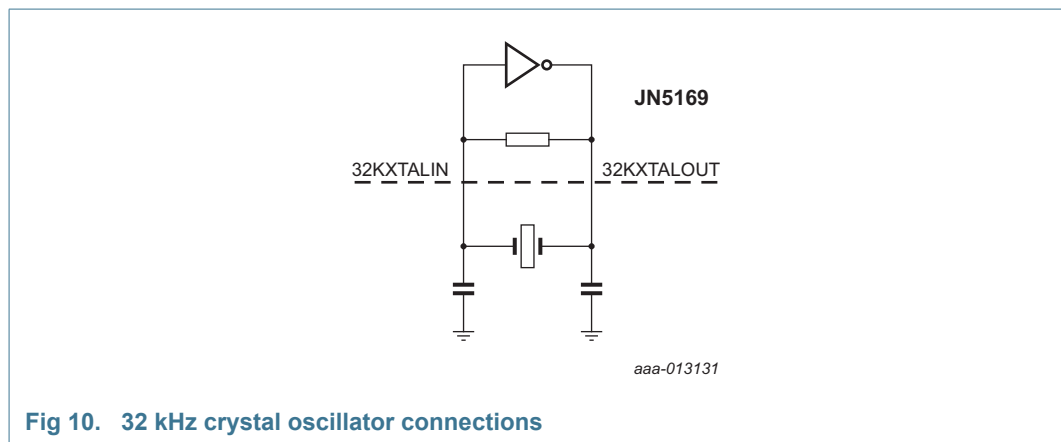 JN5169
32KXTALIN 32KXTALOUT
aaa-013131
Fig 10. 32 kHz crystal oscillator connections